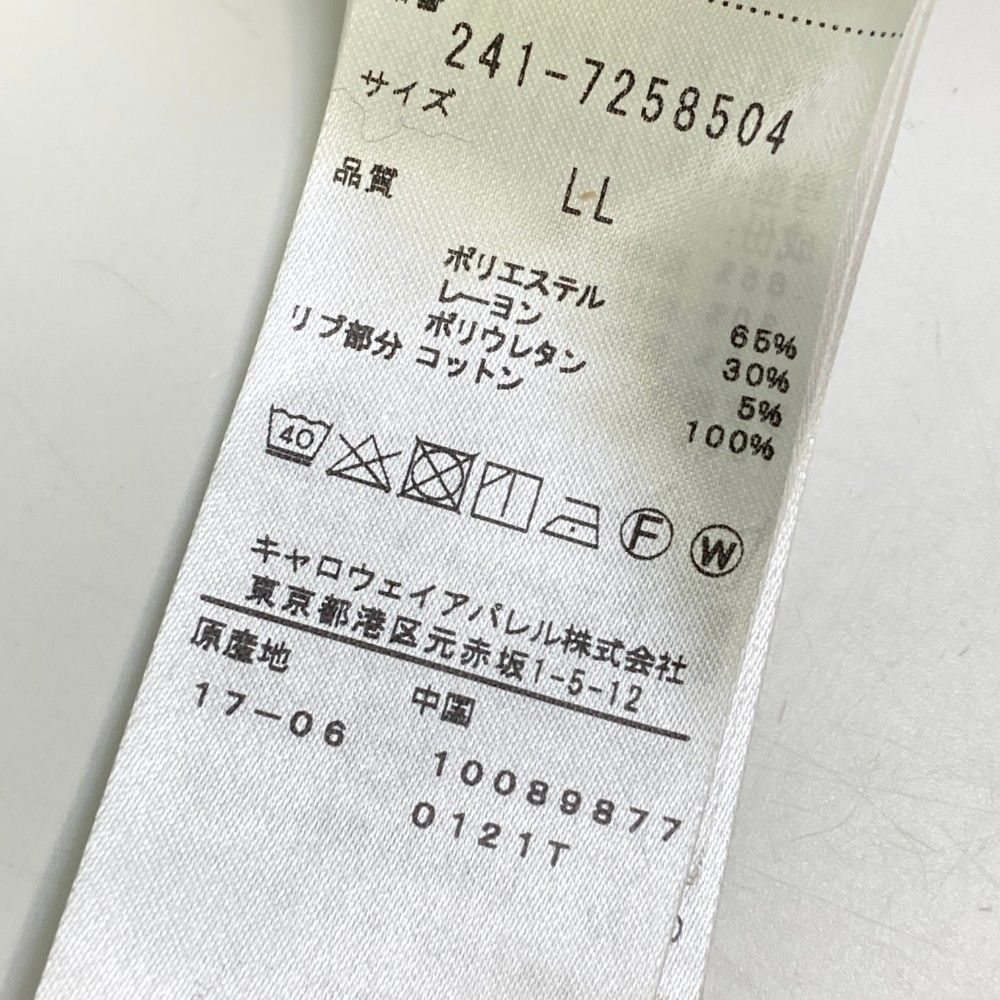 241-7258504
サイズ
LL
品質
ポリエステル 65%
レーヨン 30%
ポリウレタン 5%
リブ部分 コットン 100%
40
F W
キャロウェイアパレル株式会社
東京都港区元赤坂1-5-12
原産地 中国
17-06 10089877
0121T